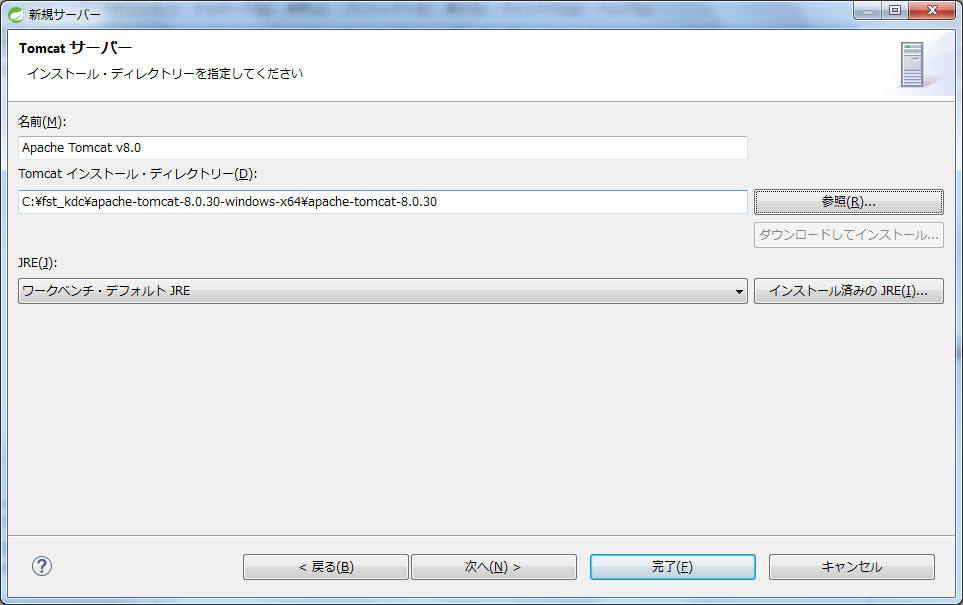 新規サーバー
Tomcat サーバー
インストール・ディレクトリーを指定してください
名前(M):
Apache Tomcat v8.0
Tomcat インストール・ディレクトリー(D):
C:¥fst_kdc¥apache-tomcat-8.0.30-windows-x64¥apache-tomcat-8.0.30
参照(R)...
ダウンロードしてインストール...
JRE(J):
ワークベンチ・デフォルト JRE
インストール済みの JRE(I)...
?
< 戻る(B)
次へ(N) >
完了(F)
キャンセル